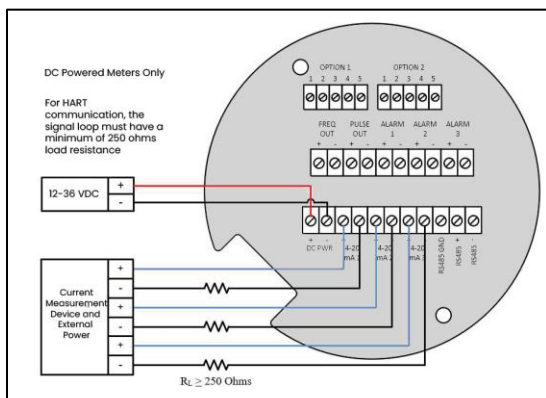 DC Powered Meters Only
For HART
communication, the
signal loop must have a
minimum of 250 ohms
load resistance
OPTION 1
OPTION 2
1 2 3 4 5
1 2 3 4 5
FREQ OUT
PULSE OUT
ALARM 1
ALARM 2
ALARM 3
+ - + - + - + - + -
12-36 VDC
+
-
+ -
DC PWR
4-20 mA 1
4-20 mA 2
4-20 mA 3
RS485 GND
RS485 +
RS485 -
Current
Measurement
Device and
External
Power
+
-
+
-
+
-
RL ≥ 250 Ohms